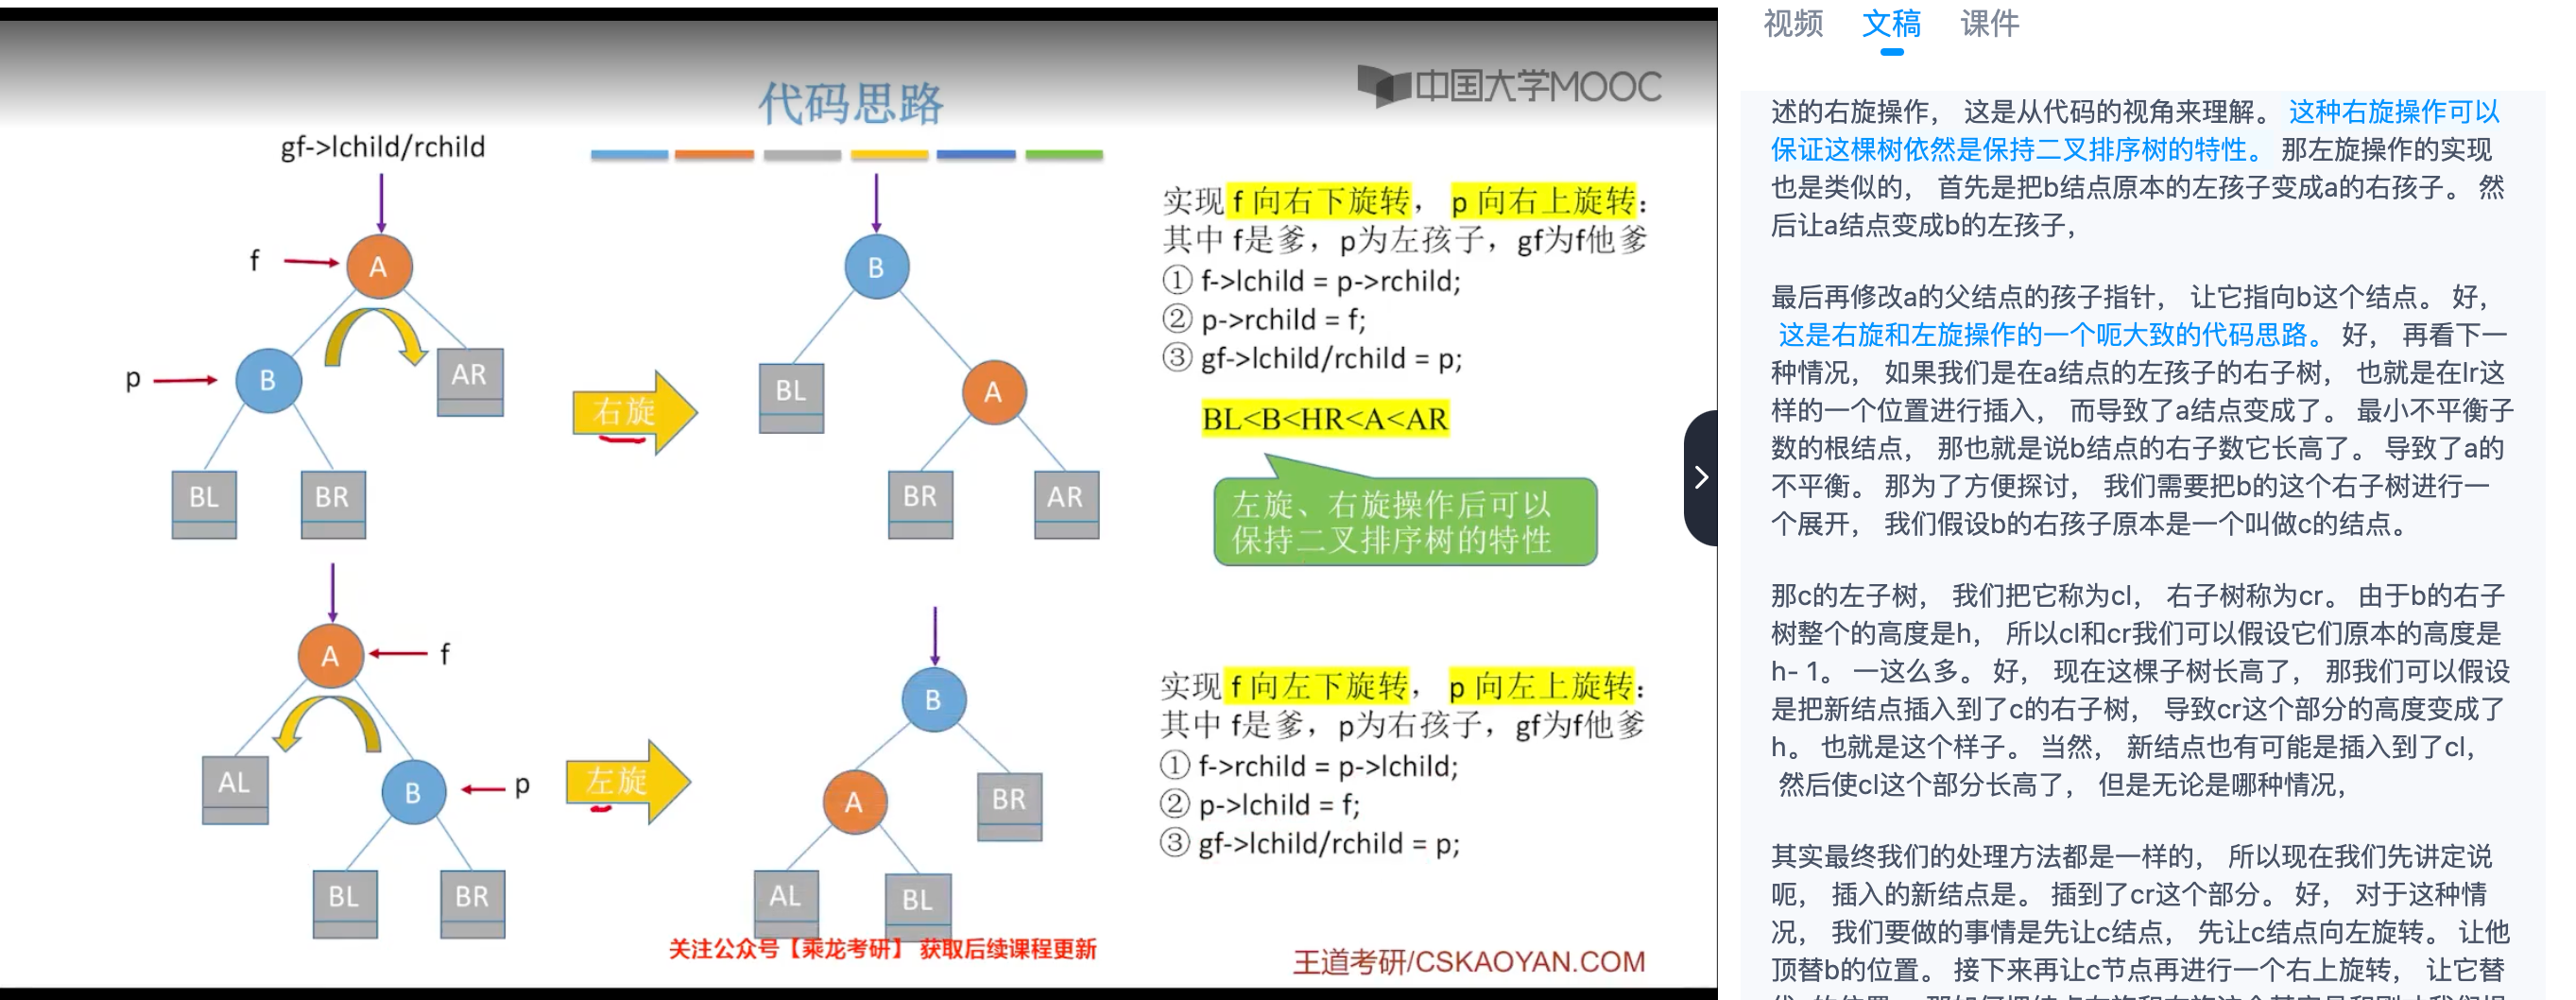 代码思路
中国大学MOOC
gf->lchild/rchild
f
A
B
p
B
AR
BL
A
右旋
BL
BR
BR
AR
实现 f 向右下旋转， p 向右上旋转：
其中 f是爹，p为左孩子，gf为f他爹
① f->lchild = p->rchild;
② p->rchild = f;
③ gf->lchild/rchild = p;
BL<B<HR<A<AR
左旋、右旋操作后可以
保持二叉排序树的特性
A
f
B
AL
B
p
左旋
A
BR
BL
BR
AL
BL
实现 f 向左下旋转， p 向左上旋转：
其中 f是爹，p为右孩子，gf为f他爹
① f->rchild = p->lchild;
② p->lchild = f;
③ gf->lchild/rchild = p;
关注公众号【乘龙考研】 获取后续课程更新
王道考研/CSKAOYAN.COM
视频 文稿 课件
述的右旋操作， 这是从代码的视角来理解。 这种右旋操作可以
保证这棵树依然是保持二叉排序树的特性。 那左旋操作的实现
也是类似的， 首先是把b结点原本的左孩子变成a的右孩子。 然
后让a结点变成b的左孩子，
最后再修改a的父结点的孩子指针， 让它指向b这个结点。 好，
这是右旋和左旋操作的一个呃大致的代码思路。 好， 再看下一
种情况， 如果我们是在a结点的左孩子的右子树， 也就是在lr这
样的一个位置进行插入， 而导致了a结点变成了。 最小不平衡子
数的根结点， 那也就是说b结点的右子数它长高了。 导致了a的
不平衡。 那为了方便探讨， 我们需要把b的这个右子树进行一
个展开， 我们假设b的右孩子原本是一个叫做c的结点。
那c的左子树， 我们把它称为cl， 右子树称为cr。 由于b的右子
树整个的高度是h， 所以cl和cr我们可以假设它们原本的高度是
h- 1。 一这么多。 好， 现在这棵子树长高了， 那我们可以假设
是把新结点插入到了c的右子树， 导致cr这个部分的高度变成了
h。 也就是这个样子。 当然， 新结点也有可能是插入到了cl，
然后使cl这个部分长高了， 但是无论是哪种情况，
其实最终我们的处理方法都是一样的， 所以现在我们先讲定说
呃， 插入的新结点是。 插到了cr这个部分。 好， 对于这种情
况， 我们要做的事情是先让c结点， 先让c结点向左旋转。 让他
顶替b的位置。 接下来再让c节点再进行一个右上旋转， 让它替